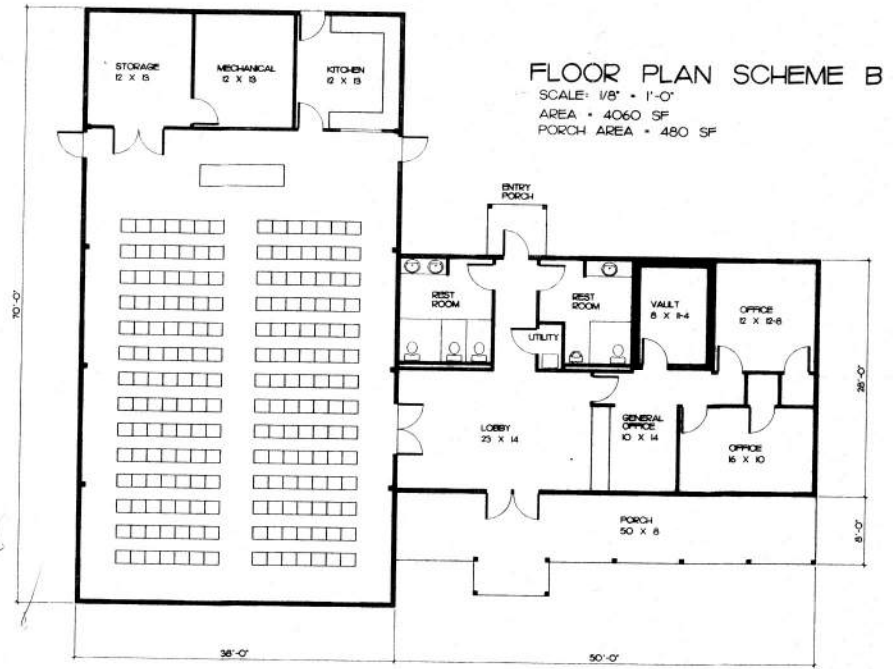 STORAGE
12 X 13
MECHANICAL
12 X 13
KITCHEN
12 X 13
FLOOR PLAN SCHEME B
SCALE: 1/8" = 1'-0"
AREA = 4060 SF
PORCH AREA = 480 SF
ENTRY
PORCH
70'-0"
REST
ROOM
REST
ROOM
UTILITY
VAULT
8 X 11-4
OFFICE
12 X 12-8
28'-0"
LOBBY
23 X 14
GENERAL
OFFICE
10 X 14
OFFICE
16 X 10
PORCH
50 X 8
8'-0"
38'-0"
50'-0"